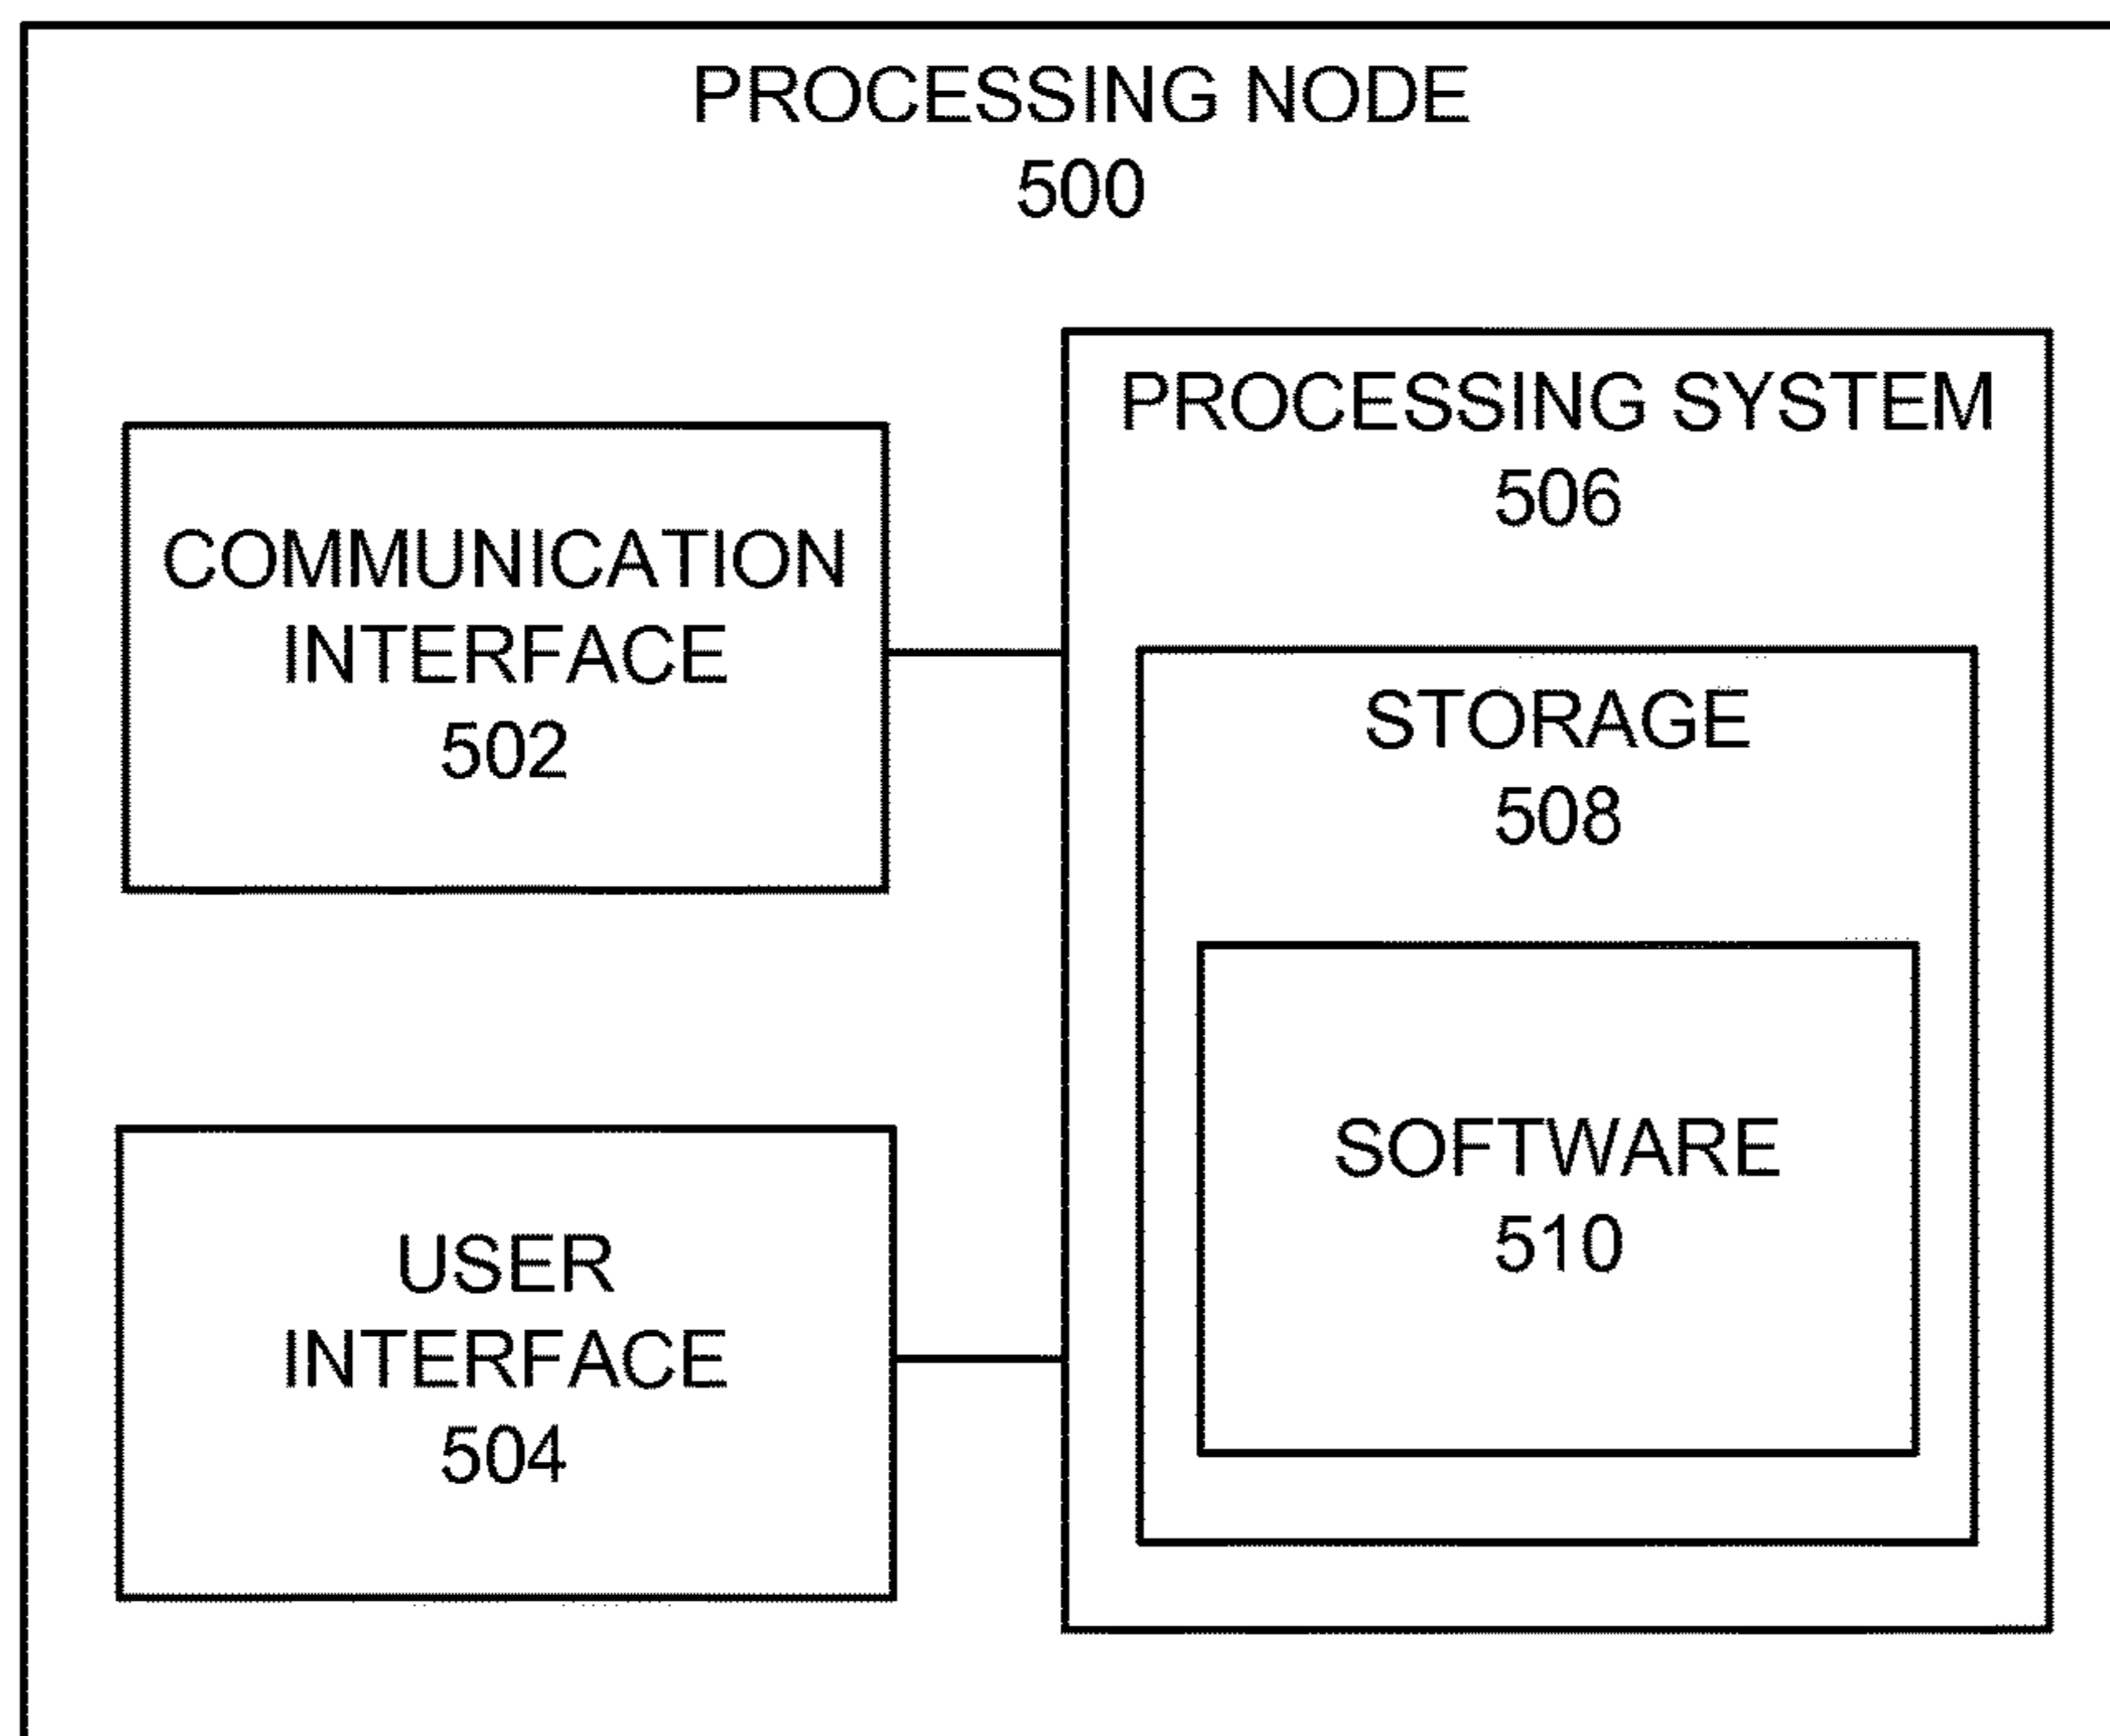 PROCESSING NODE
500
PROCESSING SYSTEM
506
COMMUNICATION
INTERFACE
502
STORAGE
508
SOFTWARE
510
USER
INTERFACE
504